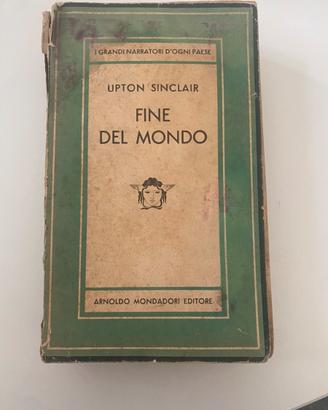 I GRANDI NARRATORI D'OGNI PAESE
UPTON SINCLAIR
FINE
DEL MONDO
ARNOLDO MONDADORI EDITORE